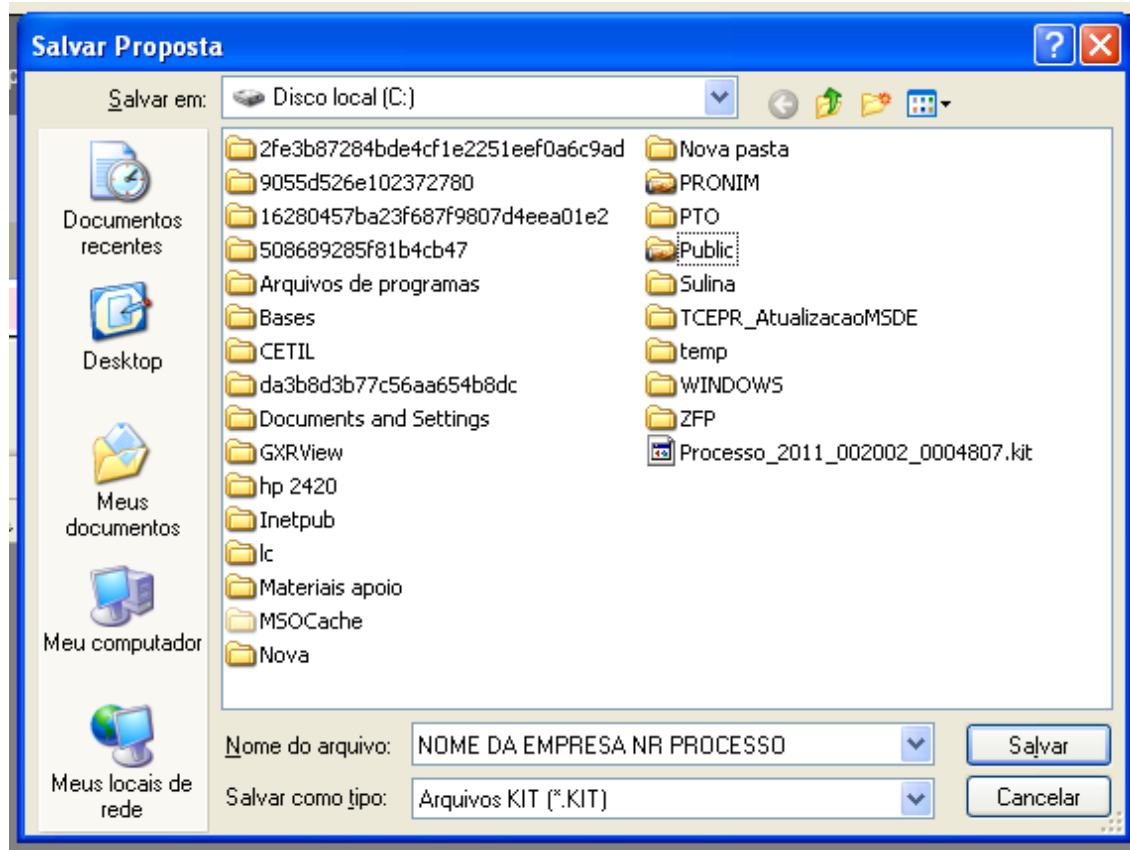 Salvar Proposta
Salvar em:
Disco local (C:)
Documentos
recentes
Desktop
Meus
documentos
Meu computador
Meus locais de
rede
2fe3b87284bde4cf1e2251eef0a6c9ad
9055d526e102372780
16280457ba23f687f9807d4eea01e2
508689285f81b4cb47
Arquivos de programas
Bases
CETIL
da3b8d3b77c56aa654b8dc
Documents and Settings
GXRView
hp 2420
Inetpub
lc
Materiais apoio
MSOCache
Nova
Nova pasta
PRONIM
PTO
Public
Sulina
TCEPR_AtualizacaoMSDE
temp
WINDOWS
ZFP
Processo_2011_002002_0004807.kit
Nome do arquivo:
NOME DA EMPRESA NR PROCESSO
Salvar
Salvar como tipo:
Arquivos KIT (*.KIT)
Cancelar